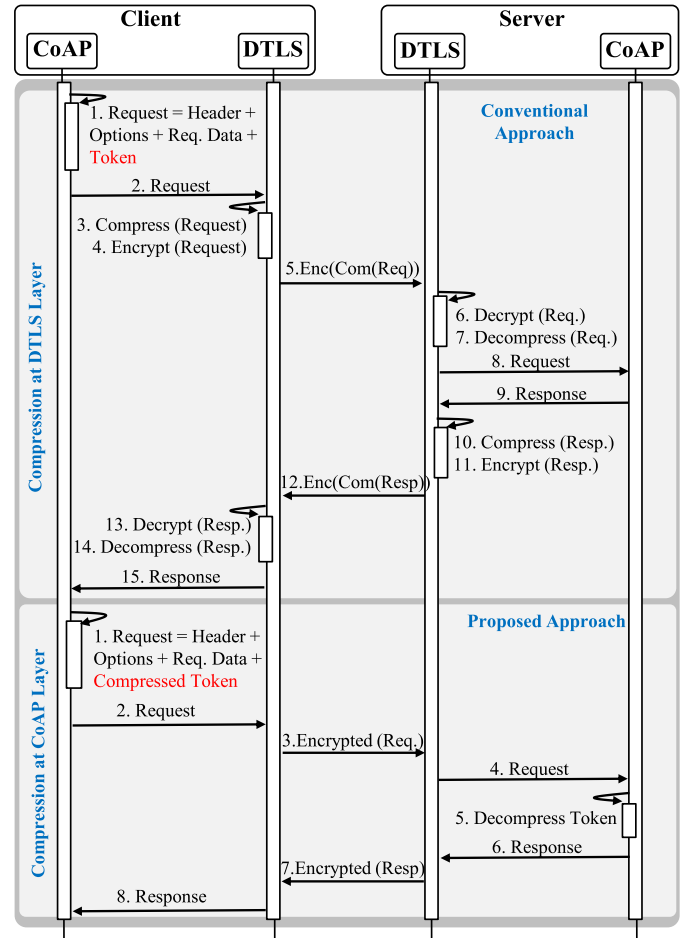 Client
Server
CoAP
DTLS
DTLS
CoAP
Conventional
Approach
1. Request = Header +
Options + Req. Data +
Token
2. Request
3. Compress (Request)
4. Encrypt (Request)
5.Enc(Com(Req))
6. Decrypt (Req.)
7. Decompress (Req.)
8. Request
9. Response
10. Compress (Resp.)
11. Encrypt (Resp.)
12.Enc(Com(Resp))
13. Decrypt (Resp.)
14. Decompress (Resp.)
15. Response
Compression at DTLS Layer
Proposed Approach
1. Request = Header +
Options + Req. Data +
Compressed Token
2. Request
3.Encrypted (Req.)
4. Request
5. Decompress Token
6. Response
7.Encrypted (Resp)
8. Response
Compression at CoAP Layer